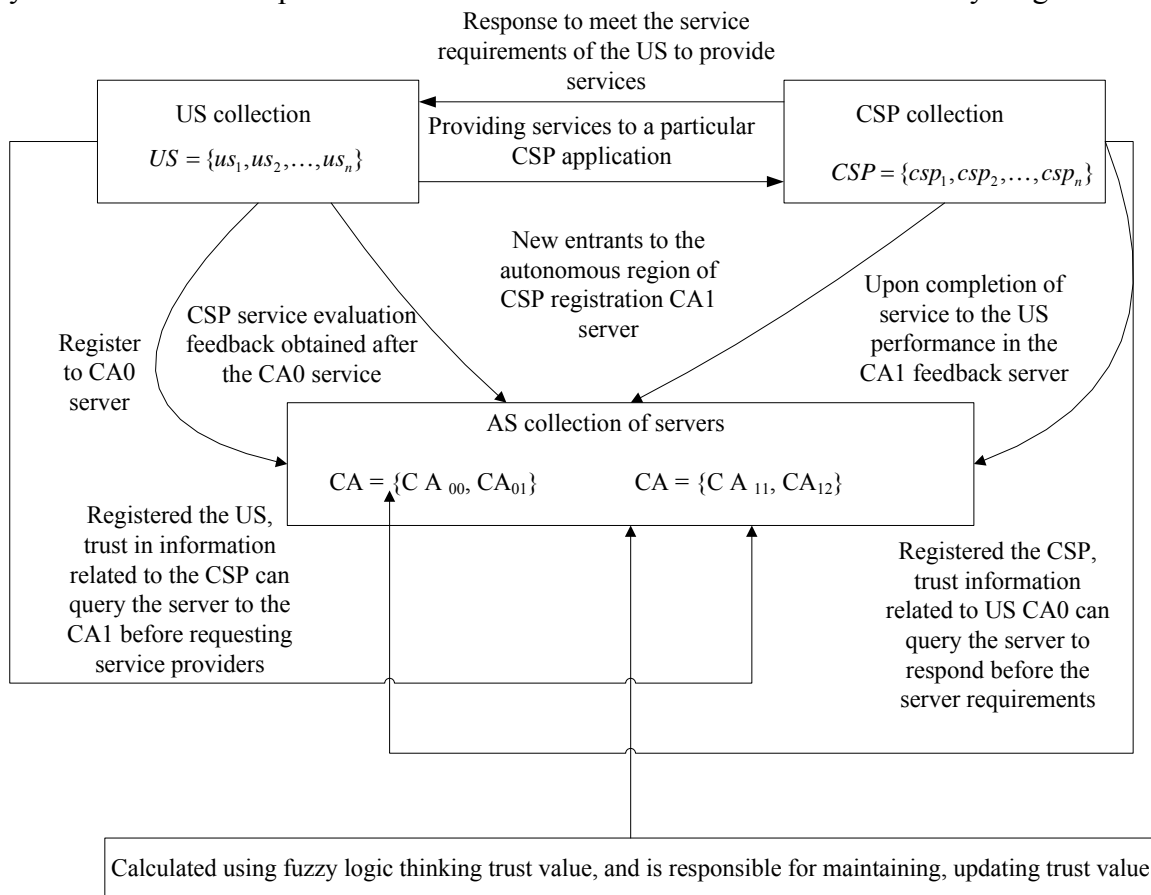 Response to meet the service
requirements of the US to provide
services
US collection
US = {us₁,us₂,…,usₙ}
Providing services to a particular
CSP application
CSP collection
CSP = {csp₁,csp₂,…,cspₙ}
New entrants to the
autonomous region of
CSP registration CA1
server
Register
to CA0
server
CSP service evaluation
feedback obtained after
the CA0 service
Upon completion of
service to the US
performance in the
CA1 feedback server
AS collection of servers
CA = {C A ₀₀, CA₀₁}
CA = {C A ₁₁, CA₁₂}
Registered the US,
trust in information
related to the CSP can
query the server to the
CA1 before requesting
service providers
Registered the CSP,
trust information
related to US CA0 can
query the server to
respond before the
server requirements
Calculated using fuzzy logic thinking trust value, and is responsible for maintaining, updating trust value